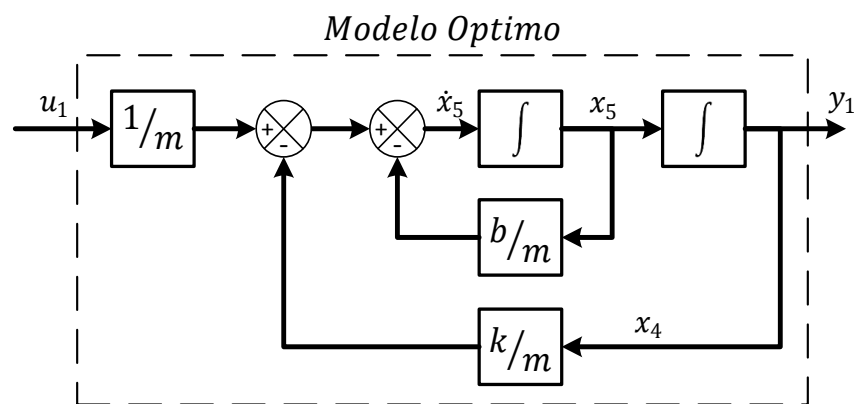 Modelo Optimo
u₁
1/m
+
-
+
-
ẋ₅
∫
x₅
∫
y₁
b/m
k/m
x₄